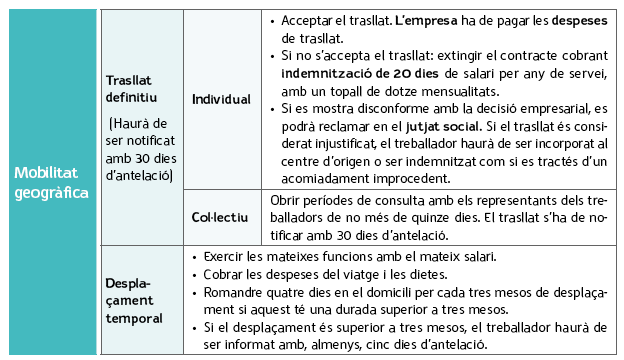 Mobilitat
geogràfica
Trasllat
definitiu
(Haurà de
ser notificat
amb 30 dies
d'antelació)
Individual
• Acceptar el trasllat. L'empresa ha de pagar les despeses
de trasllat.
• Si no s'accepta el trasllat: extingir el contracte cobrant
indemnització de 20 dies de salari per any de servei,
amb un topall de dotze mensualitats.
• Si es mostra disconforme amb la decisió empresarial, es
podrà reclamar en el jutjat social. Si el trasllat és consi-
derat injustificat, el treballador haurà de ser incorporat al
centre d'origen o ser indemnitzat com si es tractés d'un
acomiadament improcedent.
Col·lectiu
Obrir períodes de consulta amb els representants dels tre-
balladors de no més de quinze dies. El trasllat s'ha de no-
tificar amb 30 dies d'antelació.
Despla-
çament
temporal
• Exercir les mateixes funcions amb el mateix salari.
• Cobrar les despeses del viatge i les dietes.
• Romandre quatre dies en el domicili per cada tres mesos de desplaça-
ment si aquest té una durada superior a tres mesos.
• Si el desplaçament és superior a tres mesos, el treballador haurà de
ser informat amb, almenys, cinc dies d'antelació.